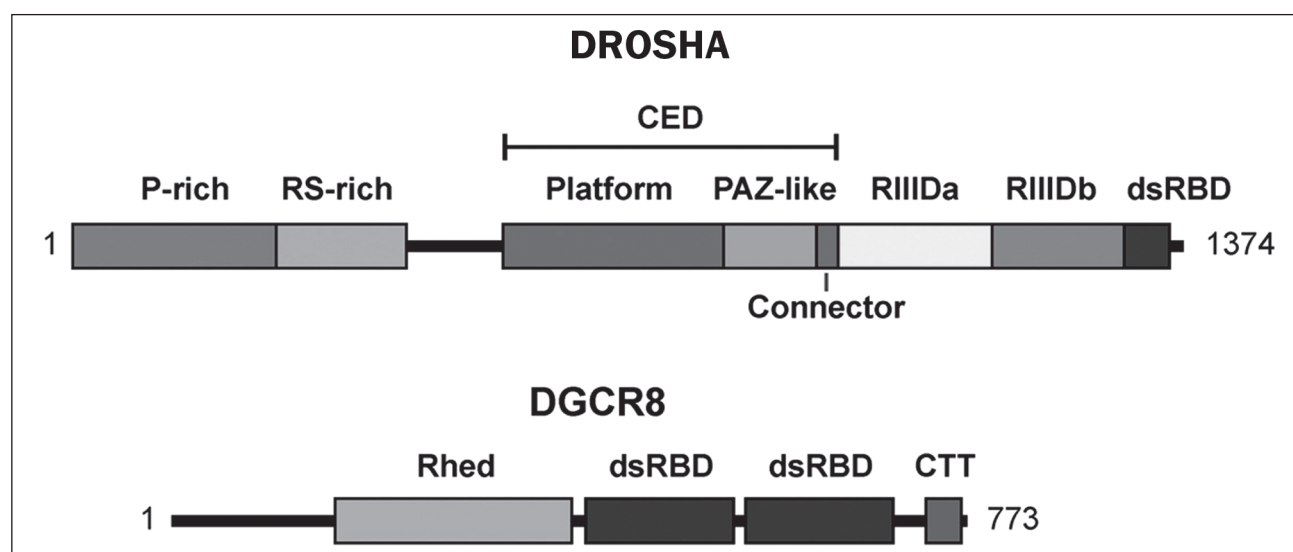 DROSHA
CED
P-rich RS-rich Platform PAZ-like RIIIDa RIIIDb dsRBD
1 1374
Connector
DGCR8
Rhed dsRBD dsRBD CTT
1 773